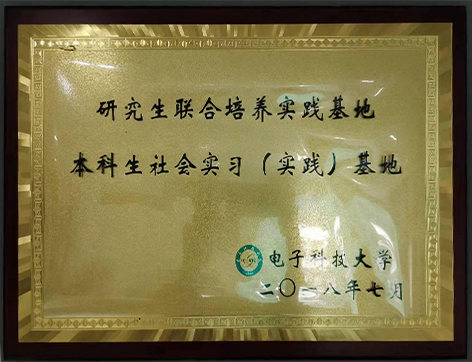 研究生联合培养实践基地
本科生社会实习（实践）基地
电子科技大学
二〇一八年七月